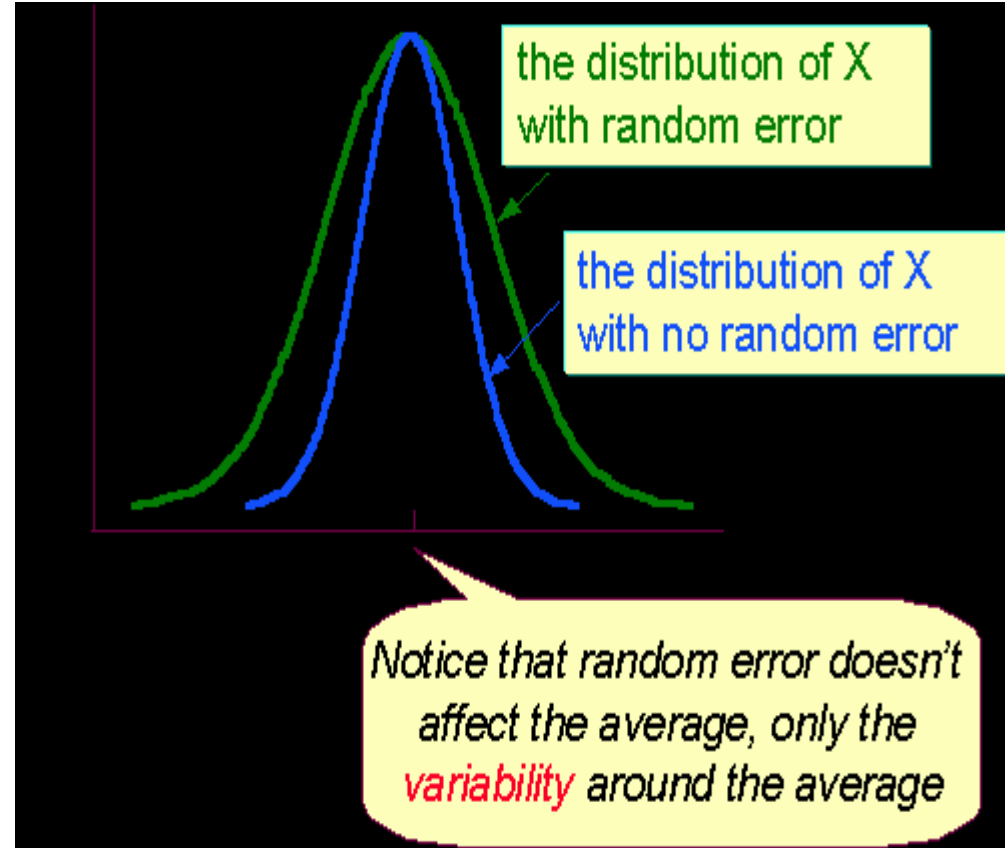 the distribution of X
with random error
the distribution of X
with no random error
Notice that random error doesn't
affect the average, only the
variability around the average